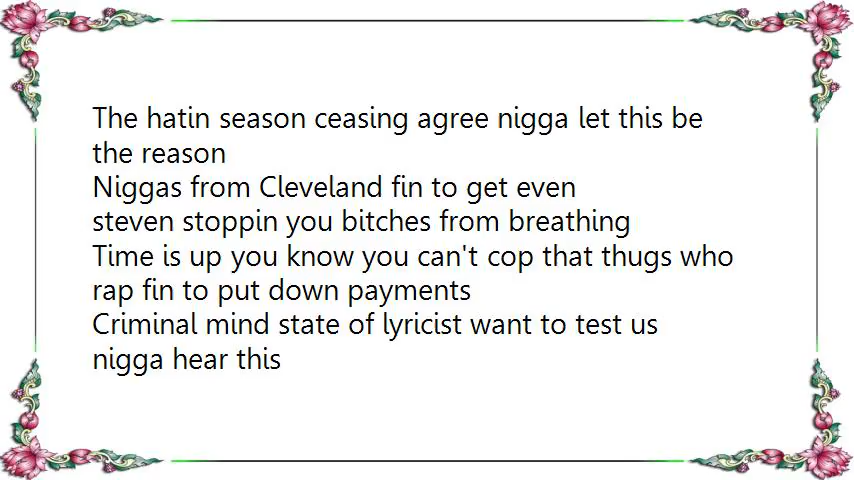 The hatin season ceasing agree nigga let this be
the reason
Niggas from Cleveland fin to get even
steven stoppin you bitches from breathing
Time is up you know you can't cop that thugs who
rap fin to put down payments
Criminal mind state of lyricist want to test us
nigga hear this